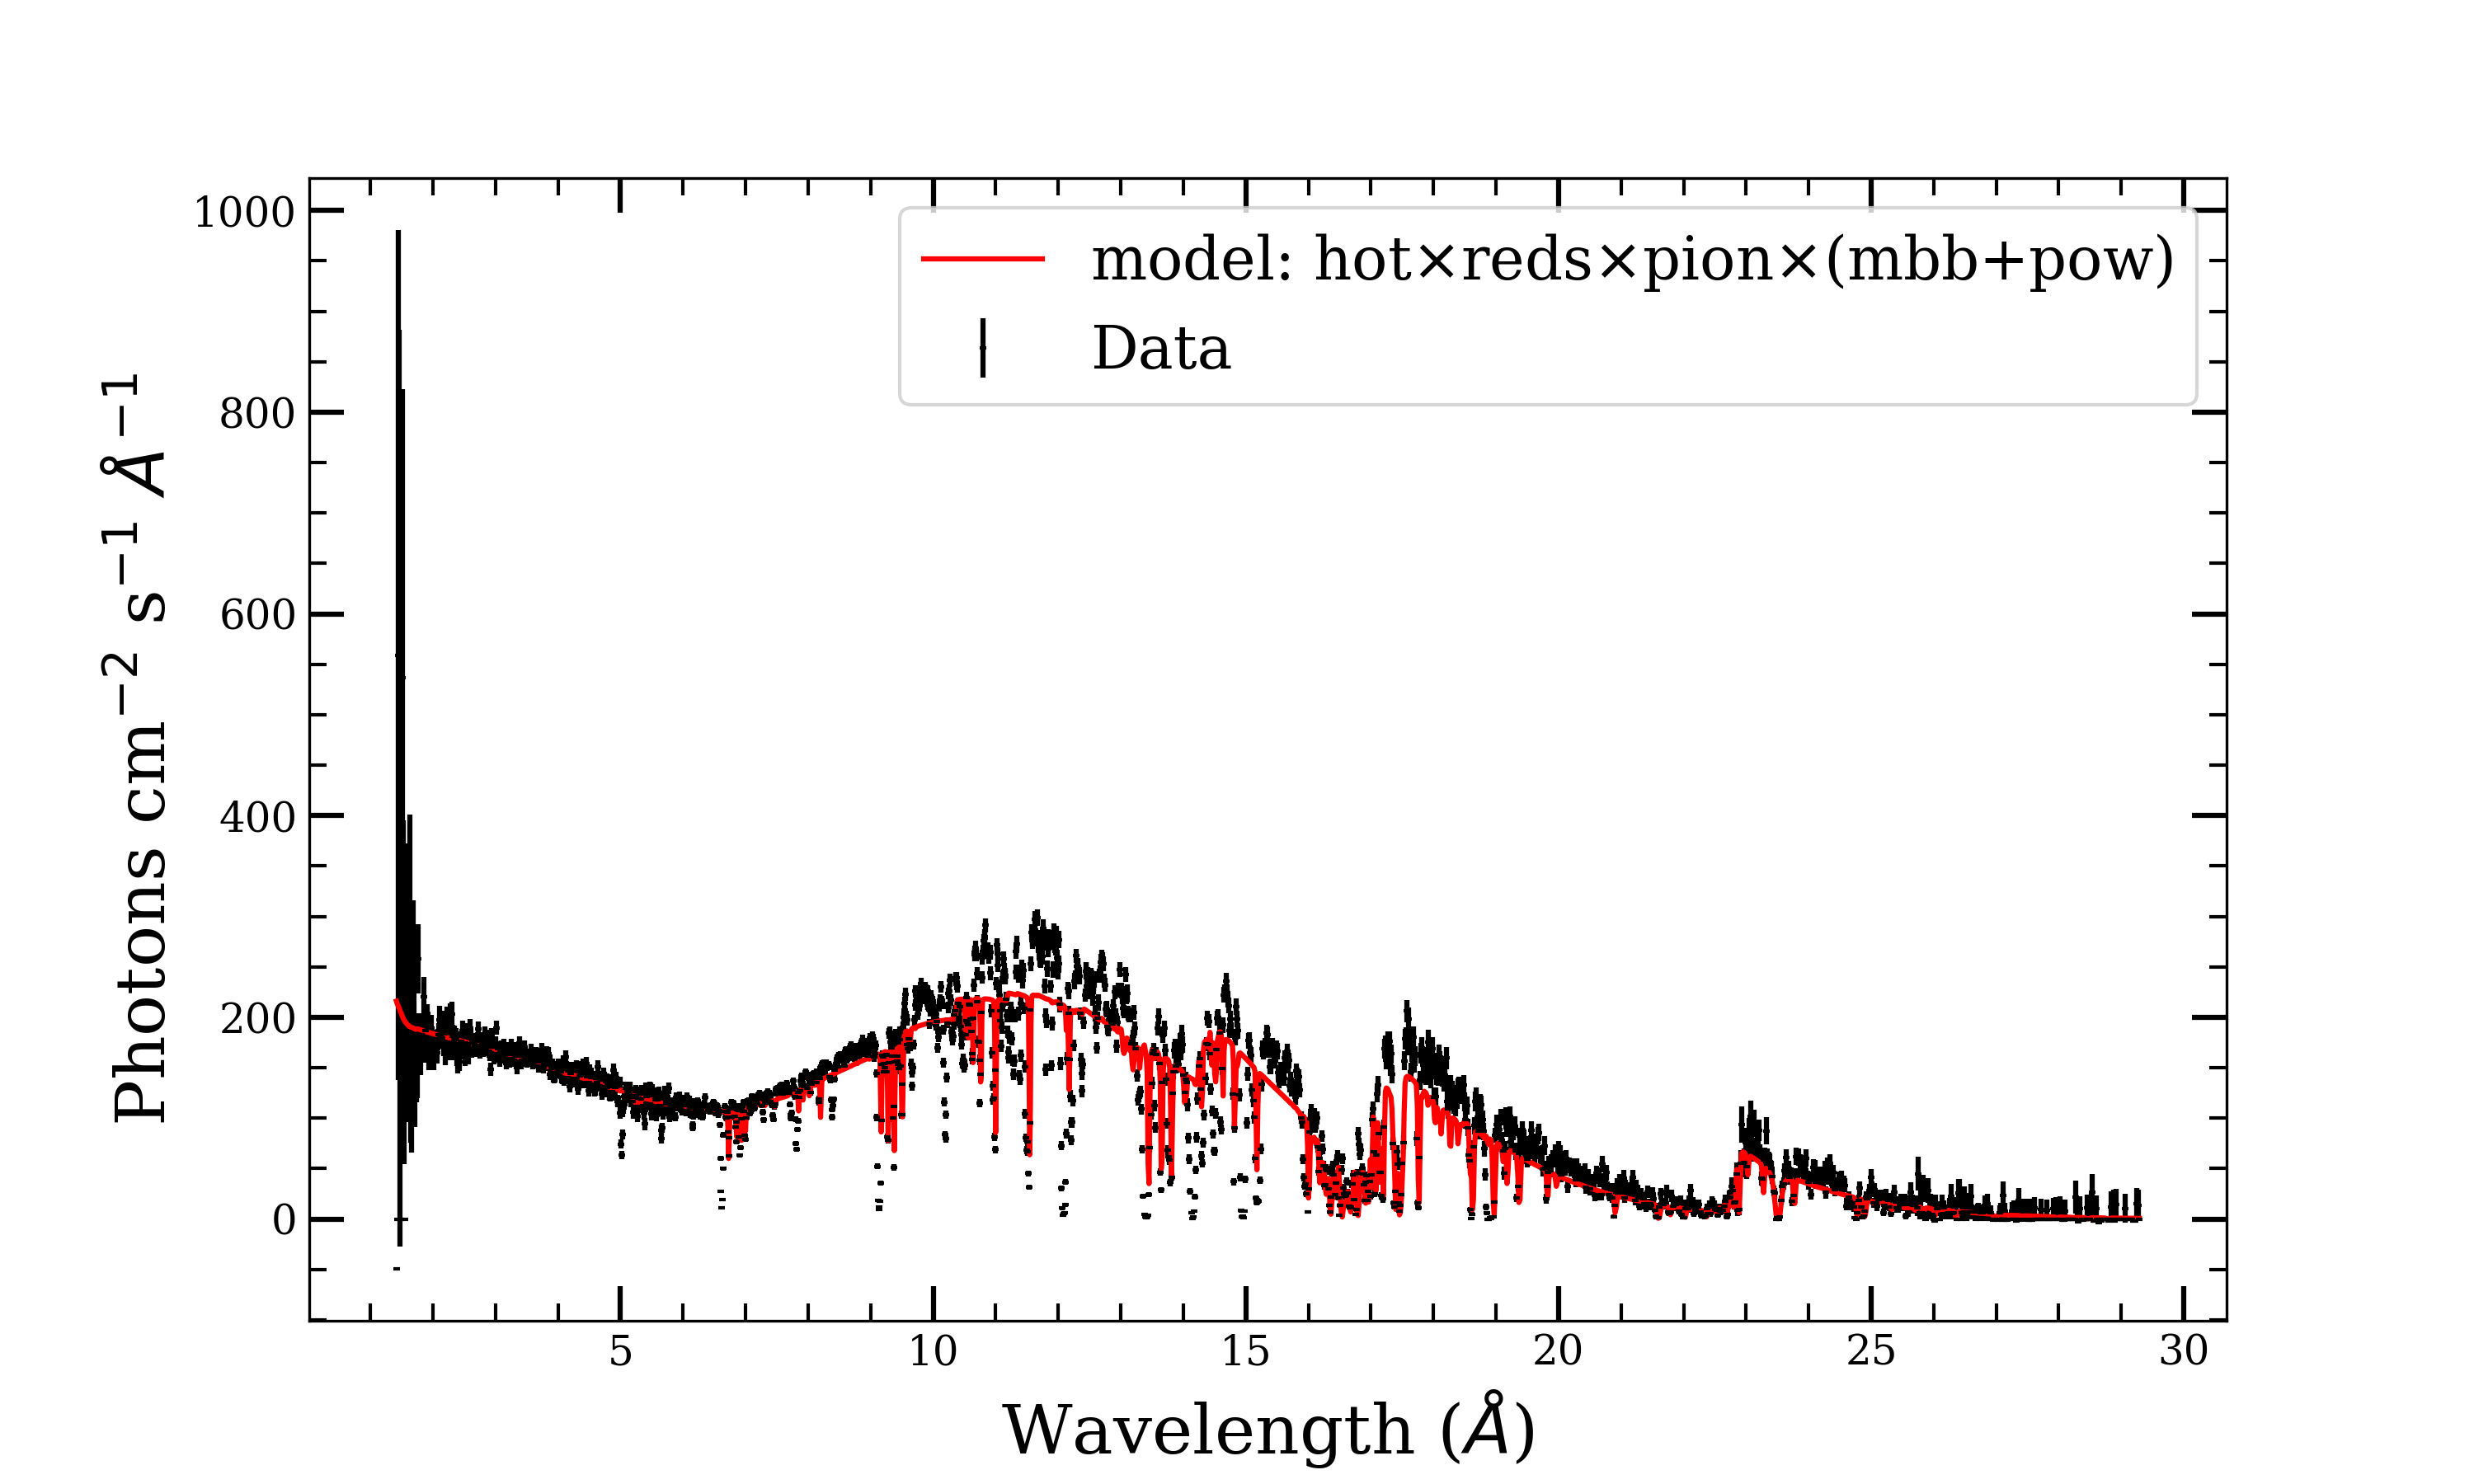 1000
800
600
400
200
0
Photons cm⁻² s⁻¹ Å⁻¹
model: hot×reds×pion×(mbb+pow)
Data
5 10 15 20 25 30
Wavelength (Å)